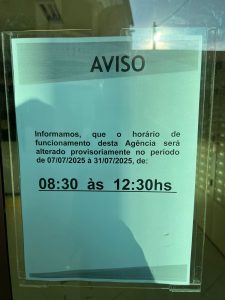 AVISO
Informamos, que o horário de
funcionamento desta Agência será
alterado provisoriamente no período
de 07/07/2025 á 31/07/2025, de:
08:30 às 12:30hs